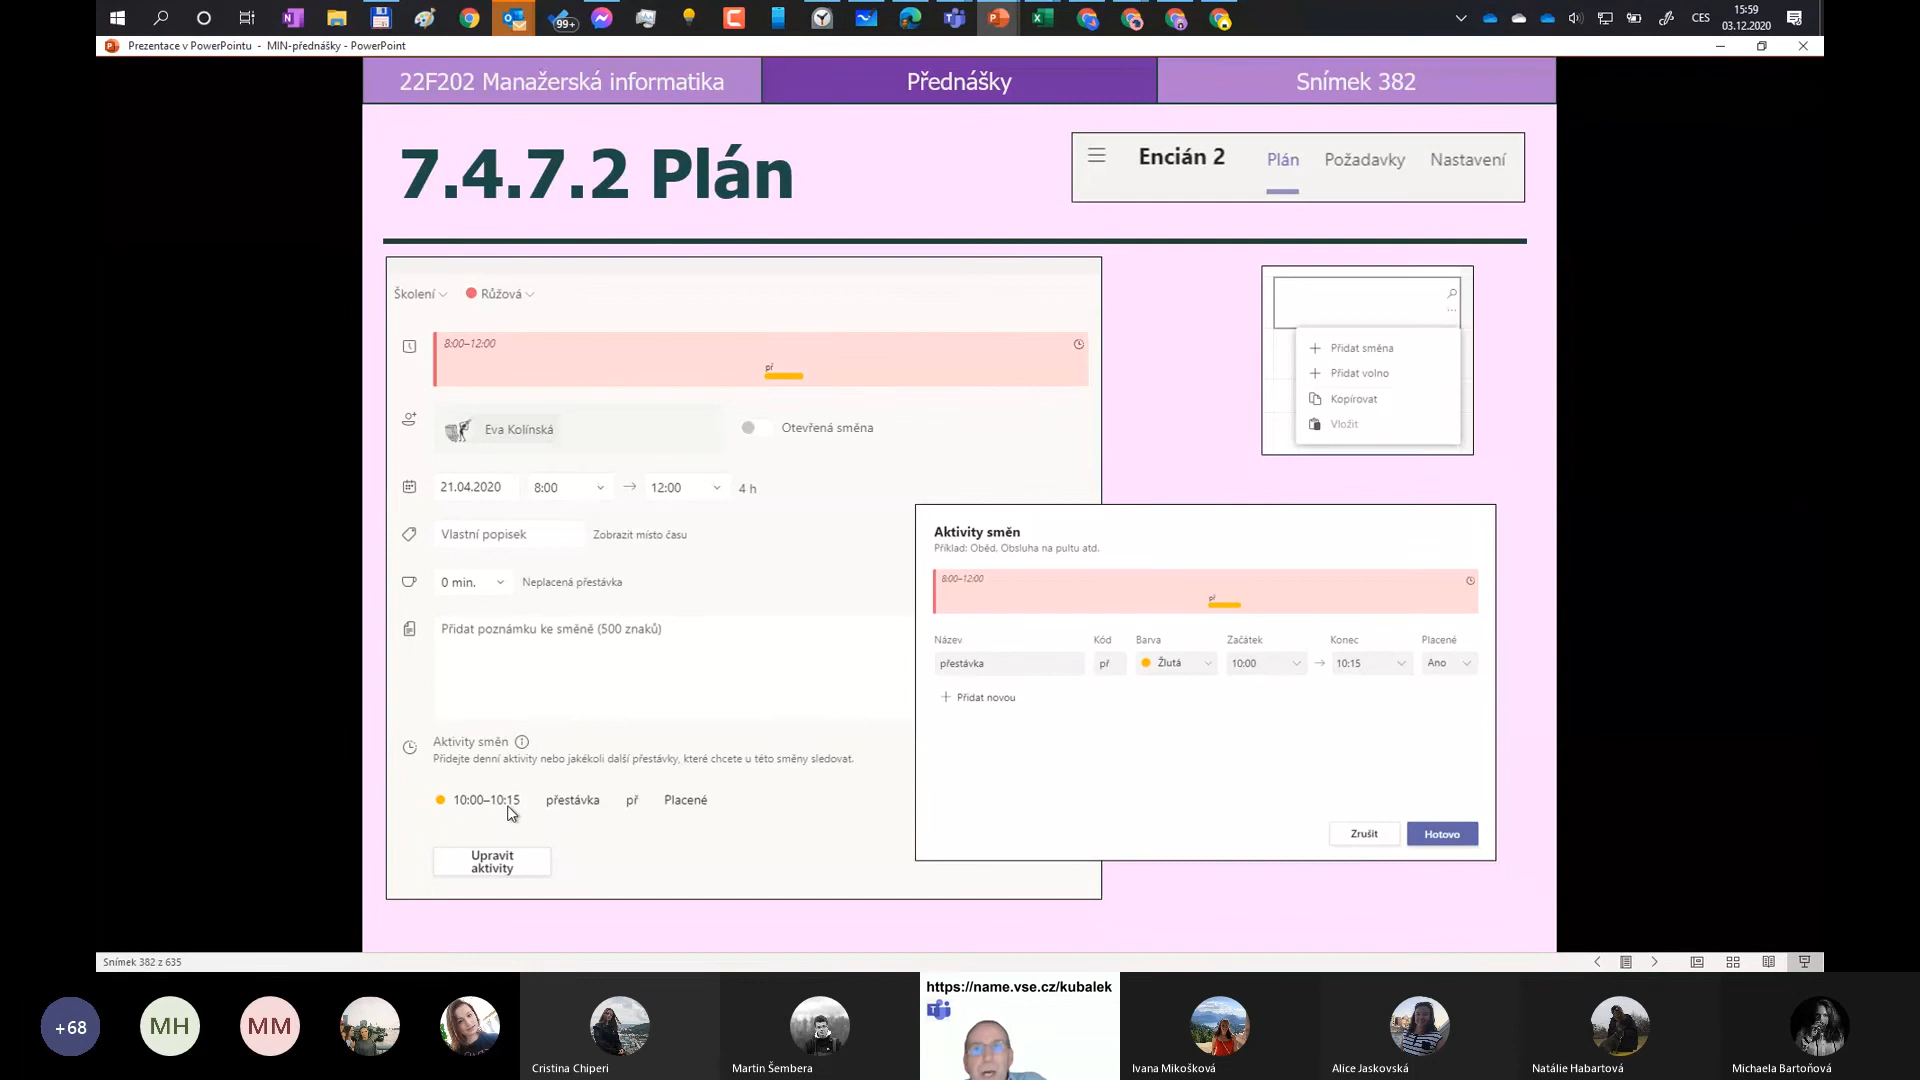 99+
CES
15:59
03.12.2020
Prezentace v PowerPointu - MIN-přednášky - PowerPoint
22F202 Manažerská informatika
Přednášky
Snímek 382
7.4.7.2 Plán
Encián 2
Plán
Požadavky
Nastavení
Školení
Růžová
8:00–12:00
př
Eva Kolínská
Otevřená směna
21.04.2020
8:00
12:00
4 h
Vlastní popisek
Zobrazit místo času
0 min.
Neplacená přestávka
Přidat poznámku ke směně (500 znaků)
Aktivity směn
Přidejte denní aktivity nebo jakékoli další přestávky, které chcete u této směny sledovat.
10:00–10:15
přestávka
př
Placené
Upravit
aktivity
Přidat směna
Přidat volno
Kopírovat
Vložit
Aktivity směn
Příklad: Oběd. Obsluha na pultu atd.
8:00–12:00
př
Název
Kód
Barva
Začátek
Konec
Placené
přestávka
př
Žlutá
10:00
10:15
Ano
Přidat novou
Zrušit
Hotovo
Snímek 382 z 635
+68
MH
MM
Cristina Chiperi
Martin Šembera
https://name.vse.cz/kubalek
Ivana Mikošková
Alice Jaskovská
Natálie Habartová
Michaela Bartoňová